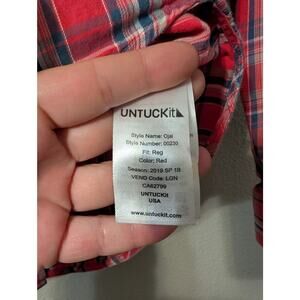 UNTUCKit
Style Name: Ojai
Style Number: 00230
Fit: Reg
Color: Red
Season: 2019 SP 1B
VEND Code: LGN
CA62799
UNTUCKit
USA
www.untuckit.com